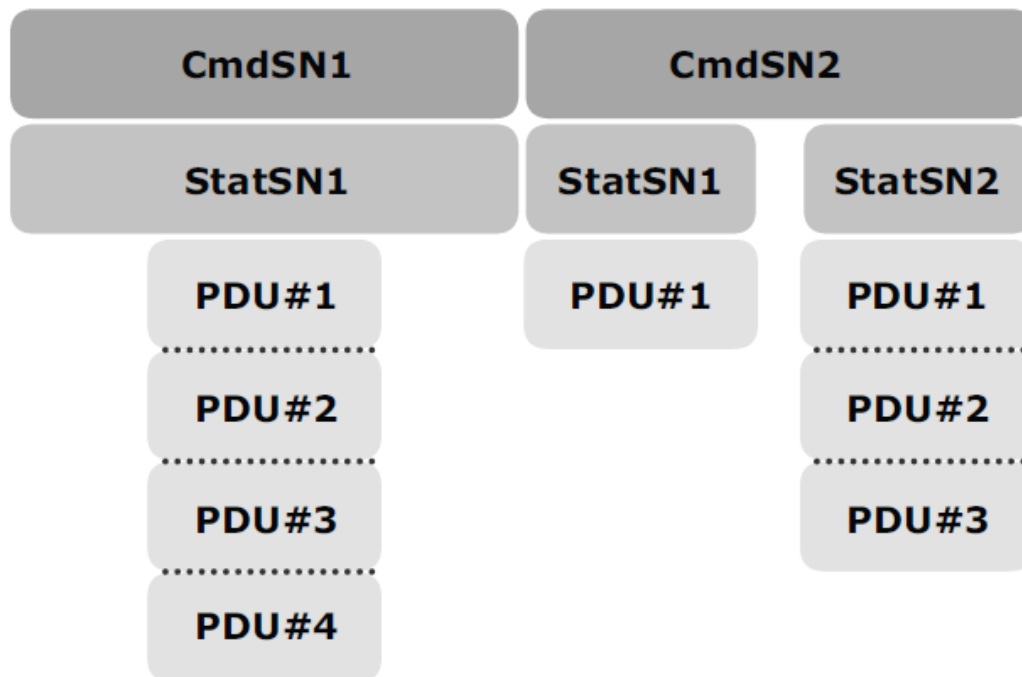 CmdSN1
CmdSN2
StatSN1
StatSN1
StatSN2
PDU#1
PDU#1
PDU#1
PDU#2
PDU#2
PDU#3
PDU#3
PDU#4